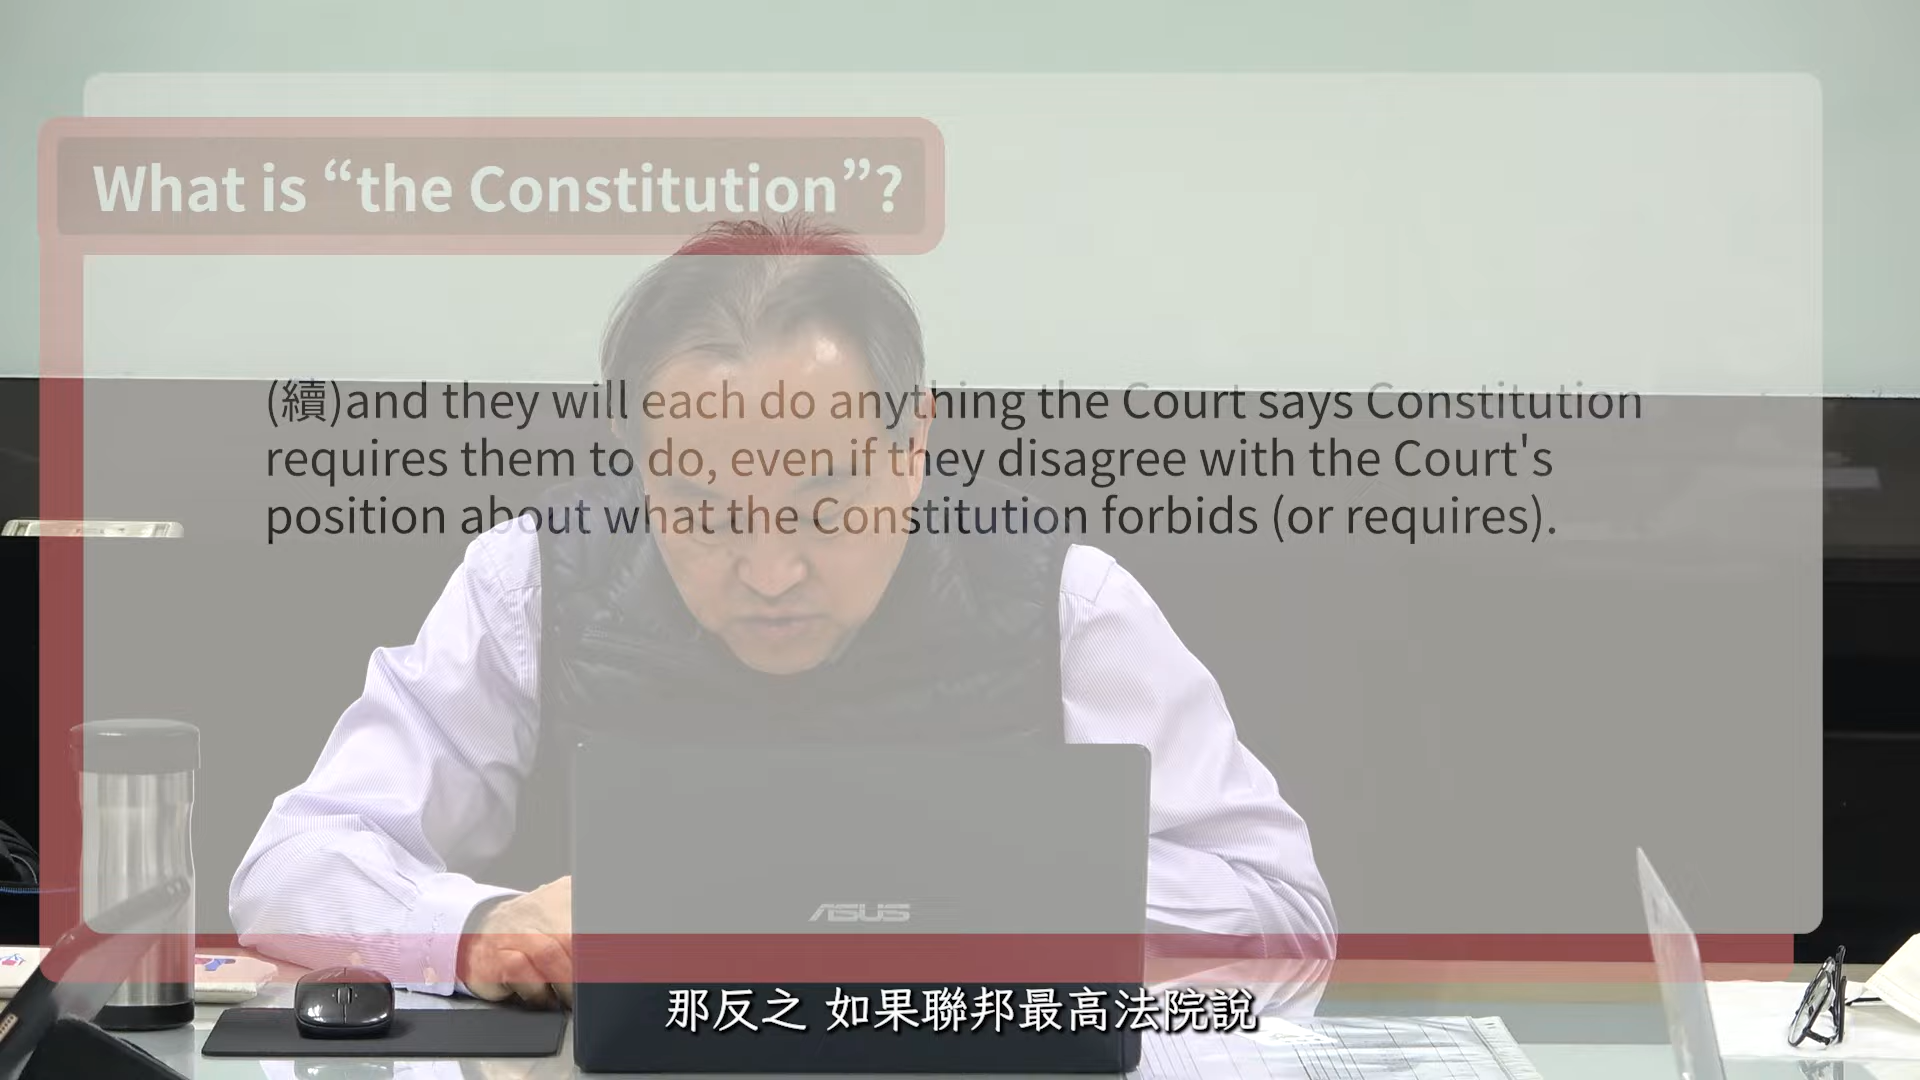 What is “the Constitution”?
(續)and they will each do anything the Court says Constitution
requires them to do, even if they disagree with the Court's
position about what the Constitution forbids (or requires).
ASUS
那反之 如果聯邦最高法院說